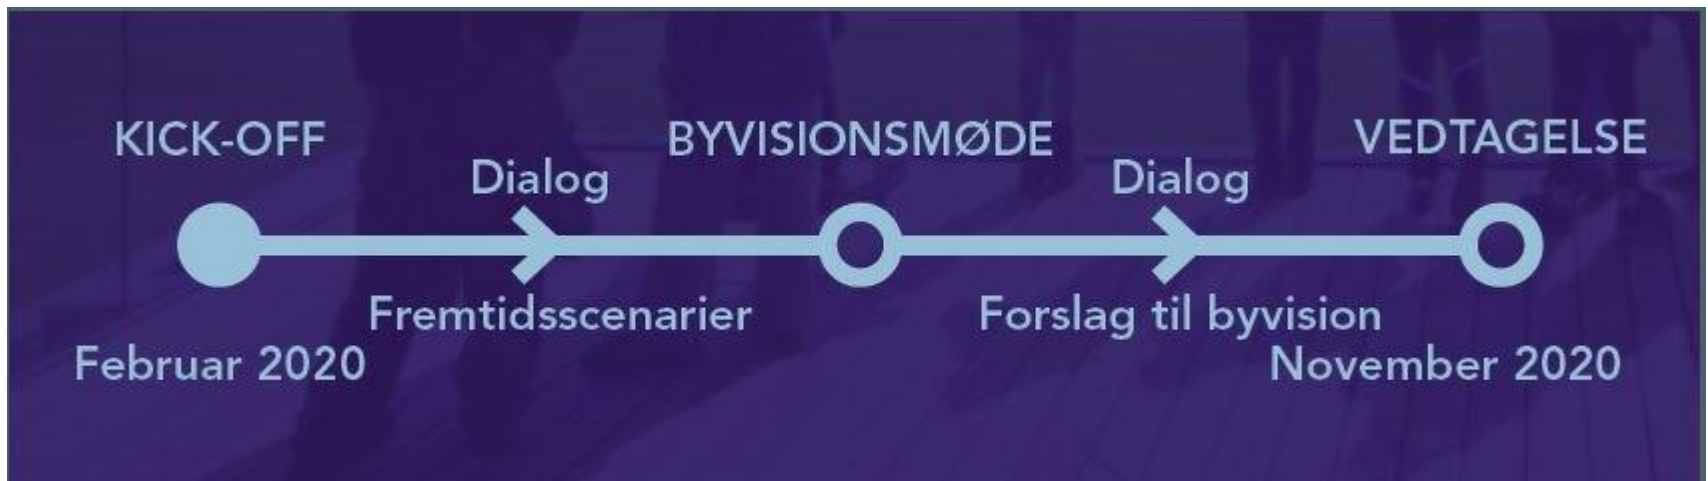 KICK-OFF
Dialog
BYVISIONSMØDE
Dialog
VEDTAGELSE
Fremtidsscenarier
Forslag til byvision
Februar 2020
November 2020